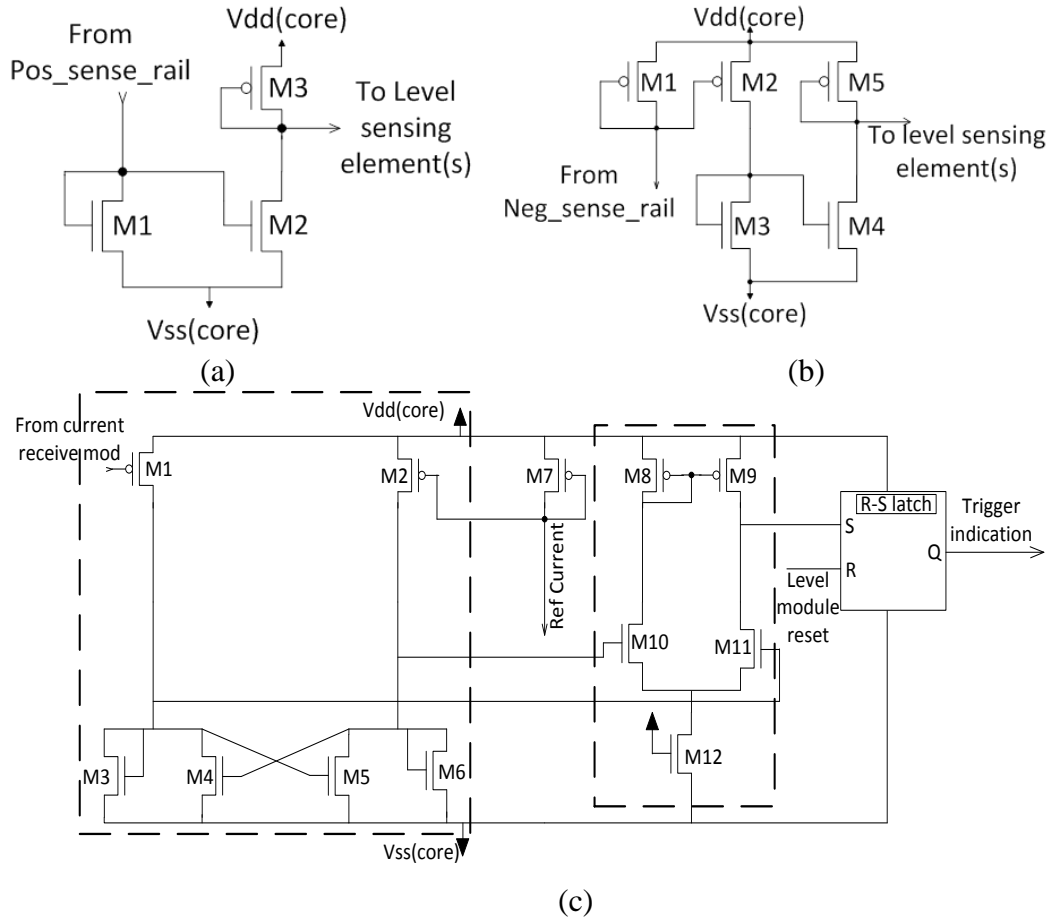 From
Pos_sense_rail
Vdd(core)
M3
To Level
sensing
element(s)
M1
M2
Vss(core)
(a)
Vdd(core)
M1
M2
M5
To level sensing
element(s)
From
Neg_sense_rail
M3
M4
Vss(core)
(b)
From current
receive mod
Vdd(core)
M1
M2
M7
M8
M9
R-S latch
S
Q
R
Trigger
indication
Level
module
reset
Ref Current
M10
M11
M12
M3
M4
M5
M6
Vss(core)
(c)